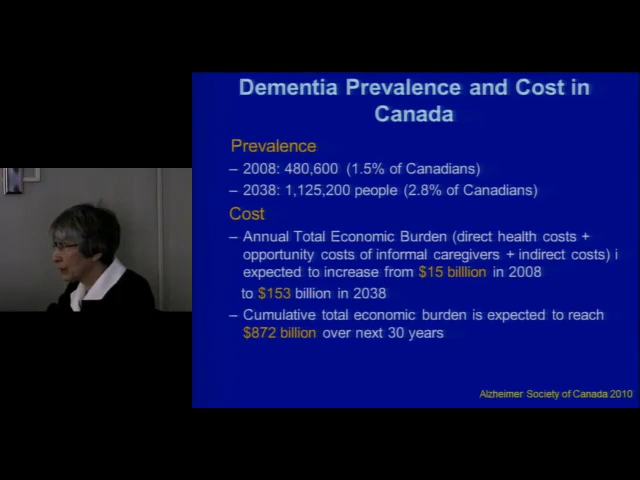 Dementia Prevalence and Cost in
Canada
Prevalence
– 2008: 480,600 (1.5% of Canadians)
– 2038: 1,125,200 people (2.8% of Canadians)
Cost
– Annual Total Economic Burden (direct health costs +
opportunity costs of informal caregivers + indirect costs) i
expected to increase from $15 billlion in 2008
to $153 billion in 2038
– Cumulative total economic burden is expected to reach
$872 billion over next 30 years
Alzheimer Society of Canada 2010